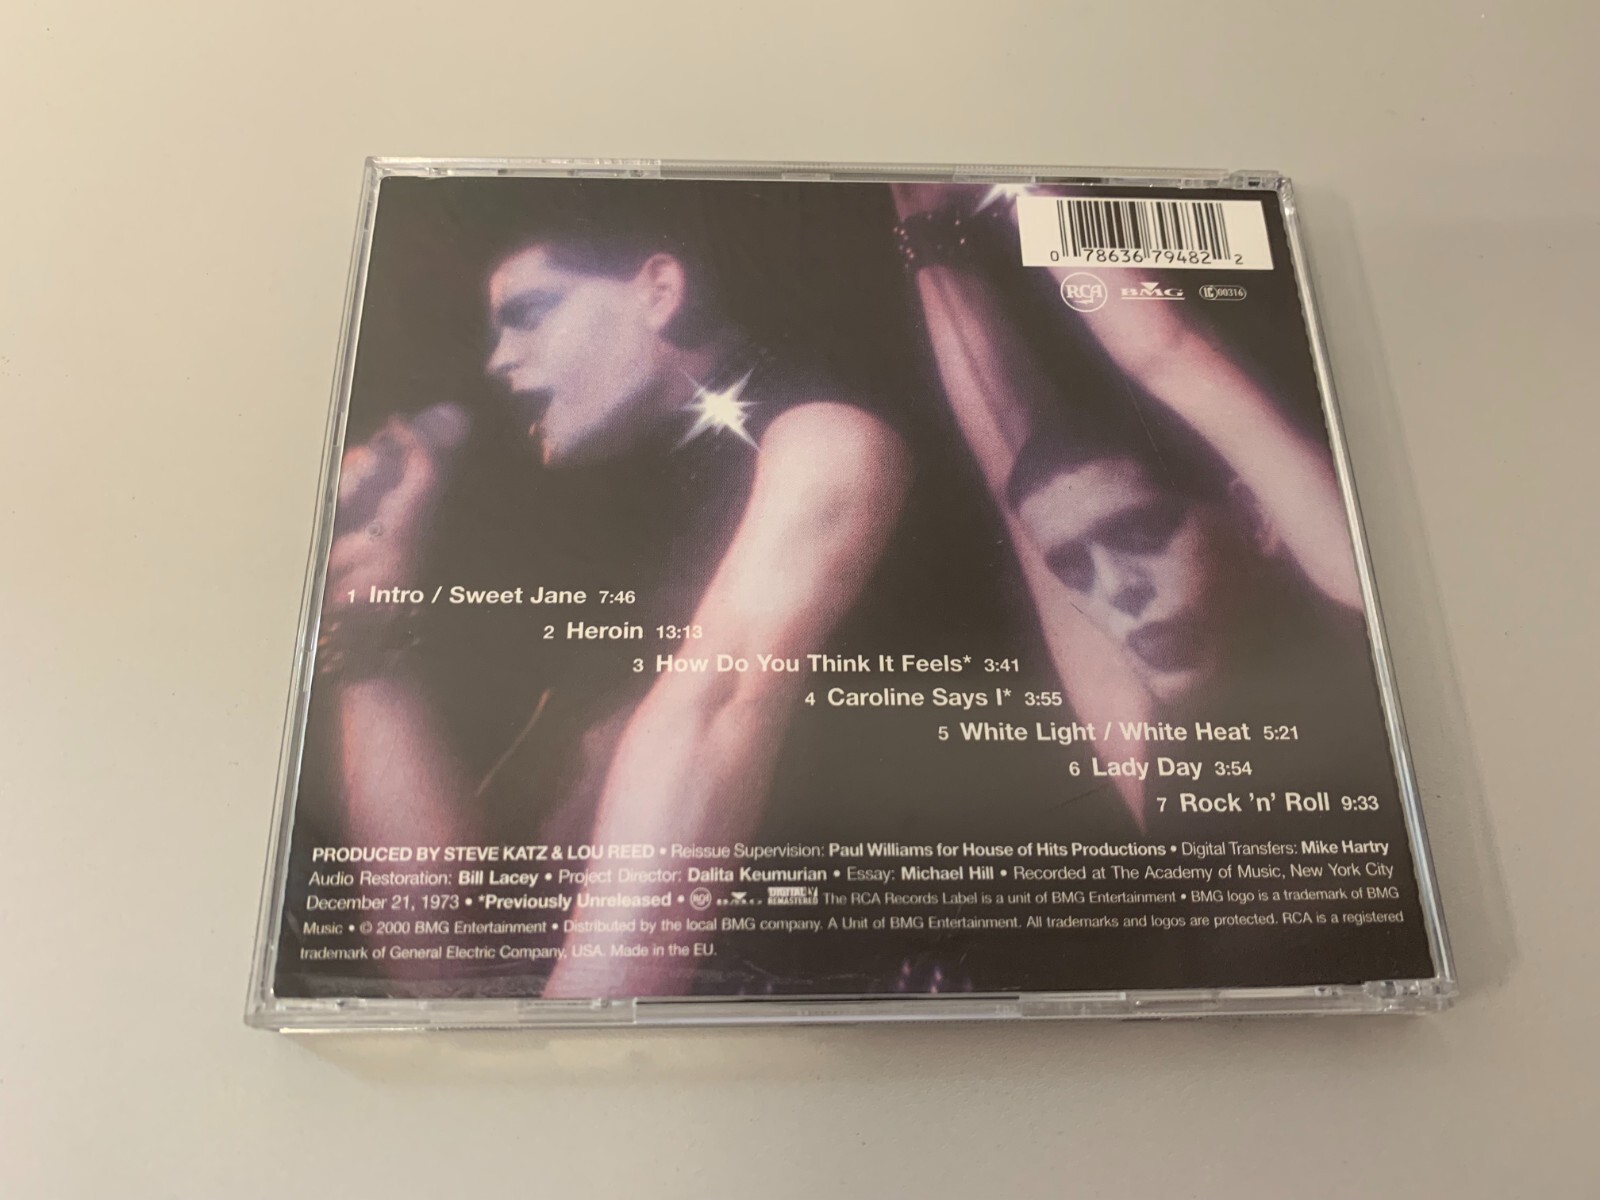 0 78636 79482 2
RCA BMG LC 00316
1 Intro / Sweet Jane 7:46
2 Heroin 13:13
3 How Do You Think It Feels* 3:41
4 Caroline Says I* 3:55
5 White Light / White Heat 5:21
6 Lady Day 3:54
7 Rock 'n' Roll 9:33
PRODUCED BY STEVE KATZ & LOU REED • Reissue Supervision: Paul Williams for House of Hits Productions • Digital Transfers: Mike Hartry
Audio Restoration: Bill Lacey • Project Director: Dalita Keumurian • Essay: Michael Hill • Recorded at The Academy of Music, New York City
December 21, 1973 • *Previously Unreleased • RCA BMG DIGITALLY REMASTERED The RCA Records Label is a unit of BMG Entertainment • BMG logo is a trademark of BMG
Music • © 2000 BMG Entertainment • Distributed by the local BMG company. A Unit of BMG Entertainment. All trademarks and logos are protected. RCA is a registered
trademark of General Electric Company, USA. Made in the EU.